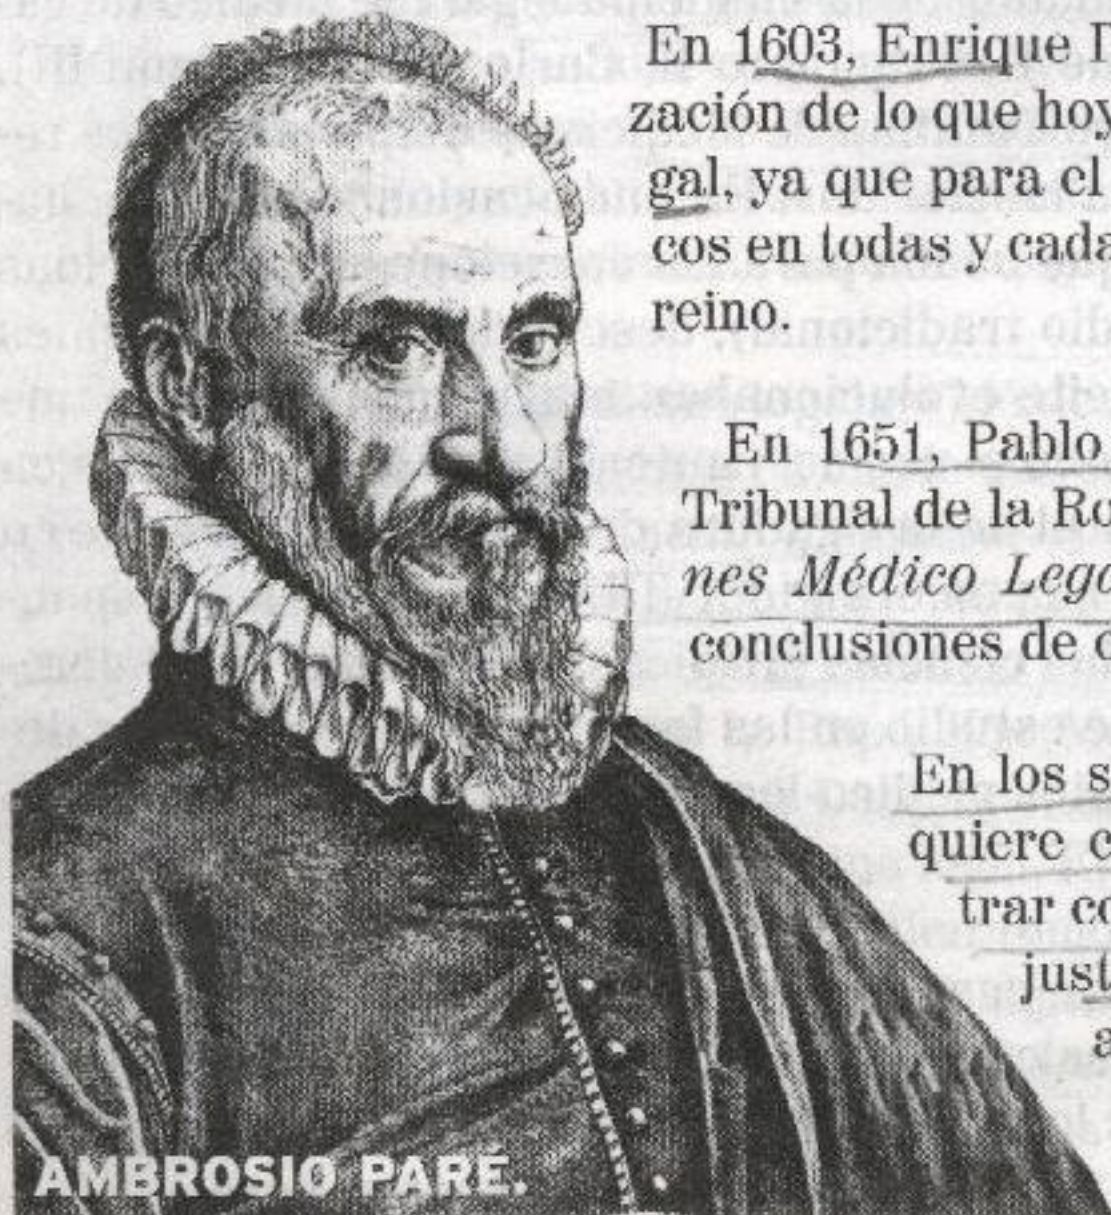 En 1603, Enrique
zación de lo que hoy
gal, ya que para el
cos en todas y cada
reino.
En 1651, Pablo
Tribunal de la Ro
nes Médico Lega
conclusiones de
En los s
quiere c
trar co
just
a
AMBROSIO PARÉ.